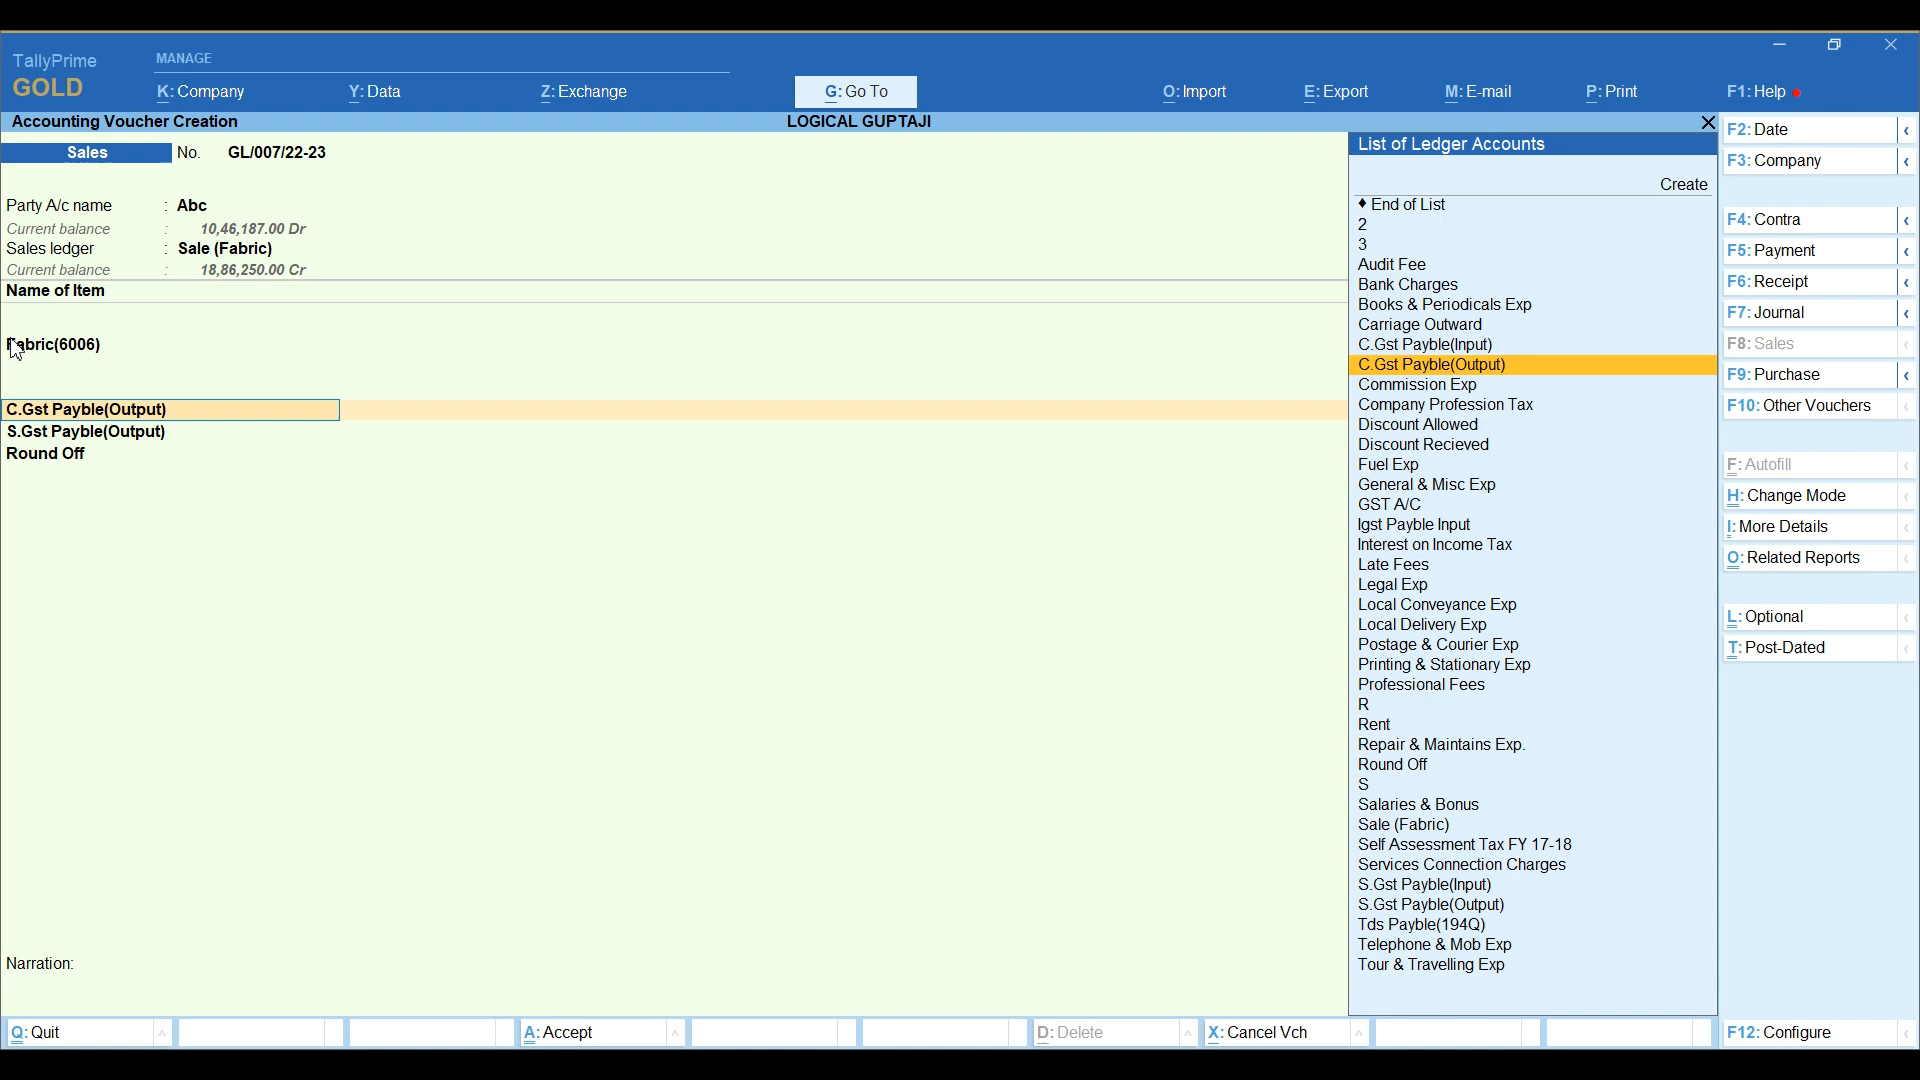 TallyPrime
GOLD
MANAGE
K: Company
Y: Data
Z: Exchange
G: Go To
O: Import
E: Export
M: E-mail
P: Print
F1: Help
Accounting Voucher Creation
LOGICAL GUPTAJI
Sales No. GL/007/22-23
Party A/c name : Abc
Current balance : 10,46,187.00 Dr
Sales ledger : Sale (Fabric)
Current balance : 18,86,250.00 Cr
Name of Item
Fabric(6006)
C.Gst Payble(Output)
S.Gst Payble(Output)
Round Off
Narration:
List of Ledger Accounts
Create
♦ End of List
2
3
Audit Fee
Bank Charges
Books & Periodicals Exp
Carriage Outward
C.Gst Payble(Input)
C.Gst Payble(Output)
Commission Exp
Company Profession Tax
Discount Allowed
Discount Recieved
Fuel Exp
General & Misc Exp
GST A/C
Igst Payble Input
Interest on Income Tax
Late Fees
Legal Exp
Local Conveyance Exp
Local Delivery Exp
Postage & Courier Exp
Printing & Stationary Exp
Professional Fees
R
Rent
Repair & Maintains Exp.
Round Off
S
Salaries & Bonus
Sale (Fabric)
Self Assessment Tax FY 17-18
Services Connection Charges
S.Gst Payble(Input)
S.Gst Payble(Output)
Tds Payble(194Q)
Telephone & Mob Exp
Tour & Travelling Exp
F2: Date
F3: Company
F4: Contra
F5: Payment
F6: Receipt
F7: Journal
F8: Sales
F9: Purchase
F10: Other Vouchers
F: Autofill
H: Change Mode
I: More Details
O: Related Reports
L: Optional
T: Post-Dated
Q: Quit
A: Accept
D: Delete
X: Cancel Vch
F12: Configure